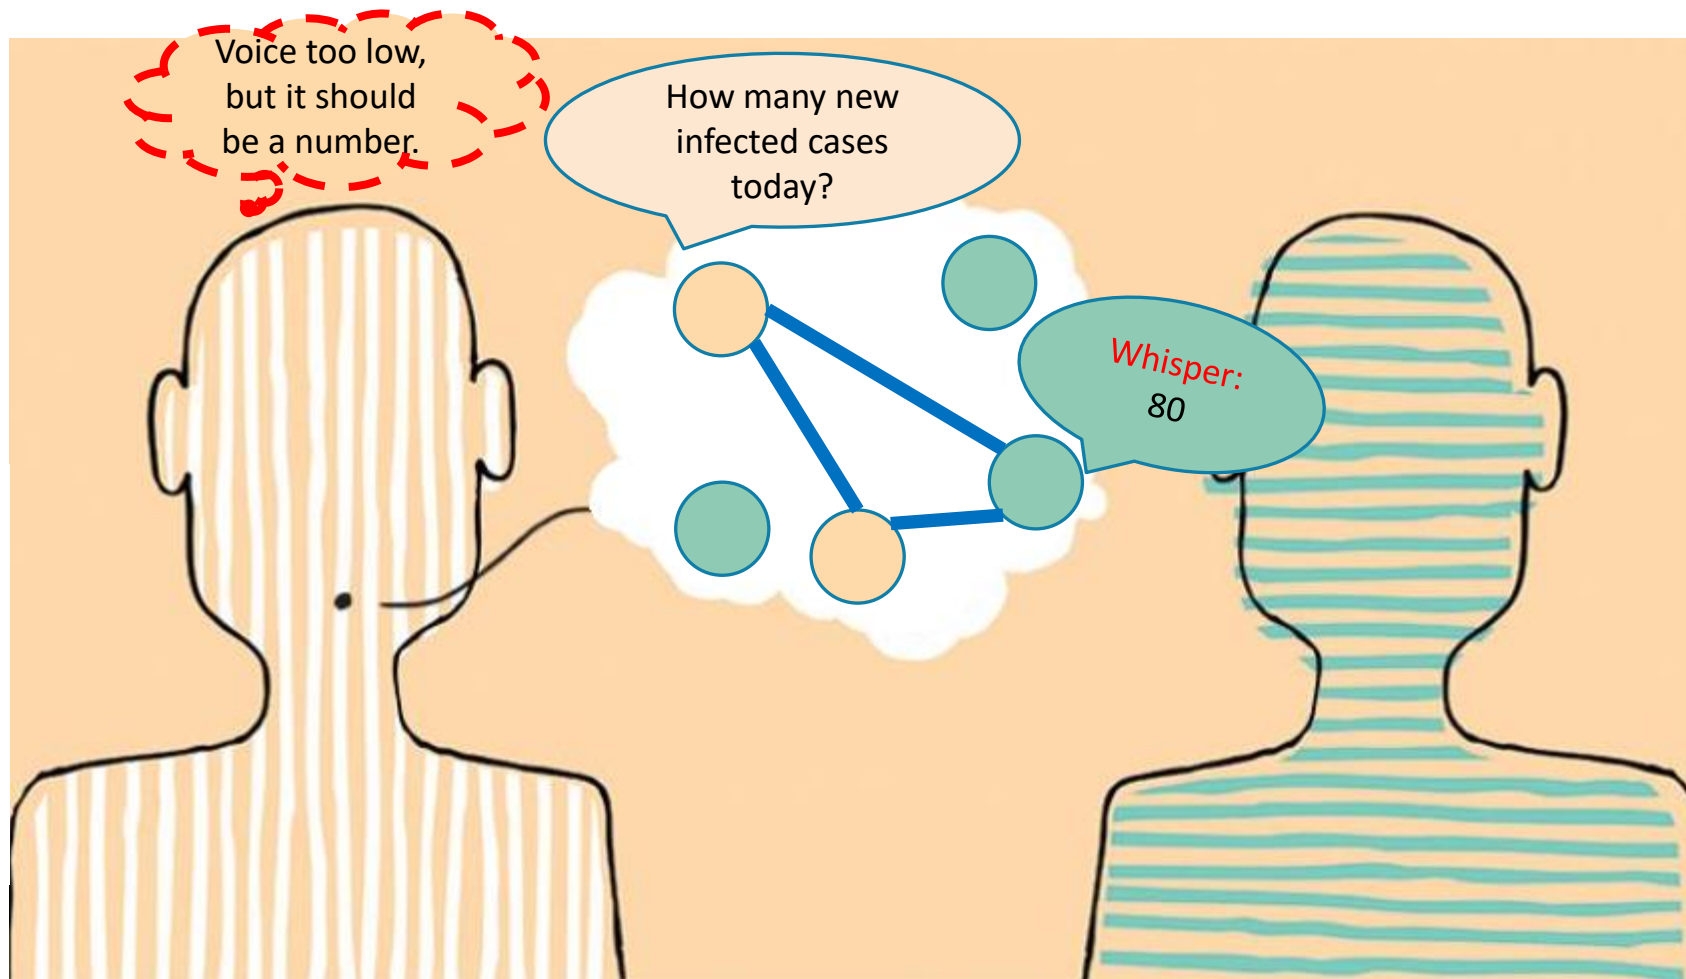 Voice too low,
but it should
be a number.
How many new
infected cases
today?
Whisper:
80